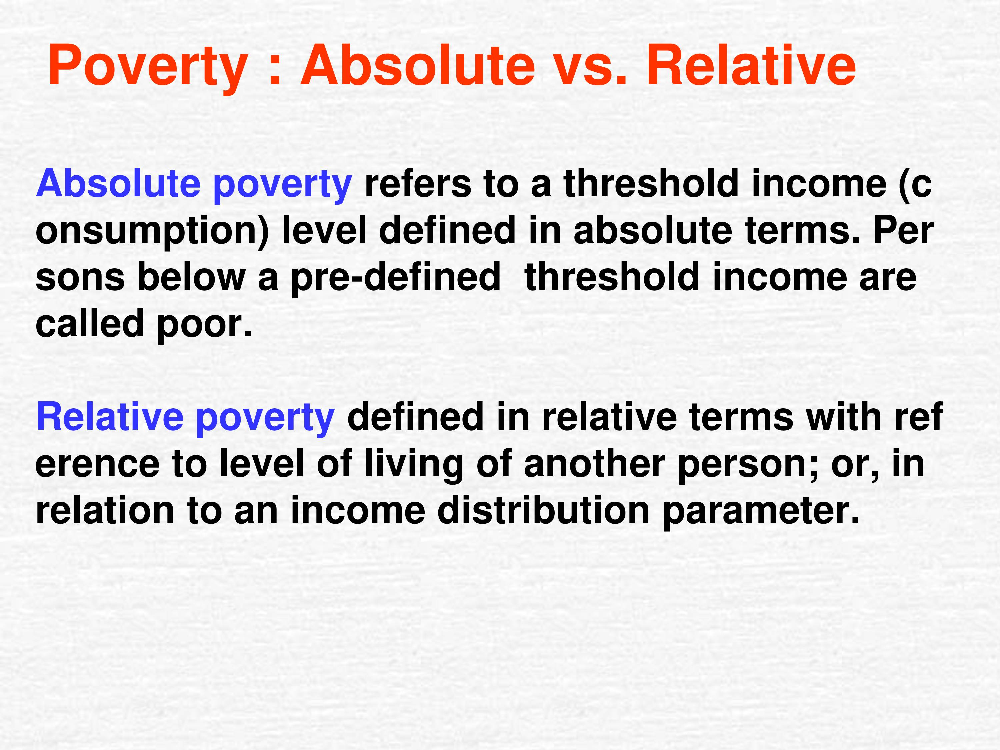 Poverty : Absolute vs. Relative
Absolute poverty refers to a threshold income (c
onsumption) level defined in absolute terms. Per
sons below a pre-defined  threshold income are
called poor.
Relative poverty defined in relative terms with ref
erence to level of living of another person; or, in
relation to an income distribution parameter.